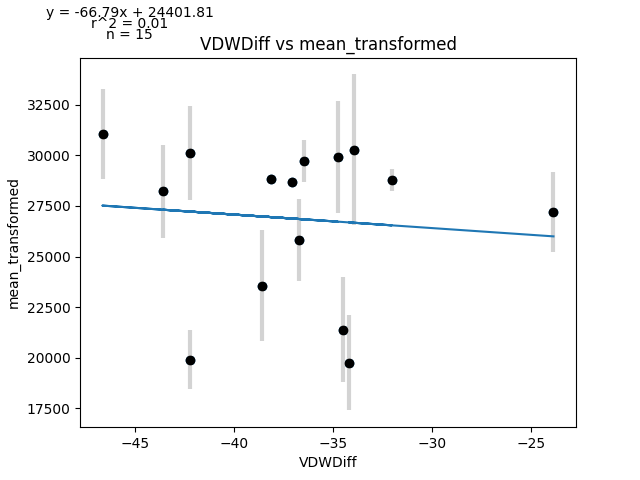 y = -66.79x + 24401.81
r^2 = 0.01
n = 15
VDWDiff vs mean_transformed
mean_transformed
32500
30000
27500
25000
22500
20000
17500
−45
−40
−35
−30
−25
VDWDiff